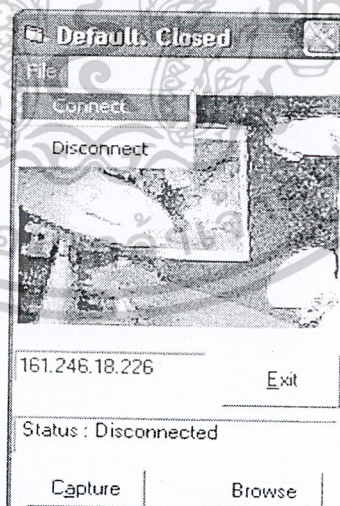 Default. Closed
File
Connect
Disconnect
161.246.18.226
Exit
Status : Disconnected
Capture
Browse